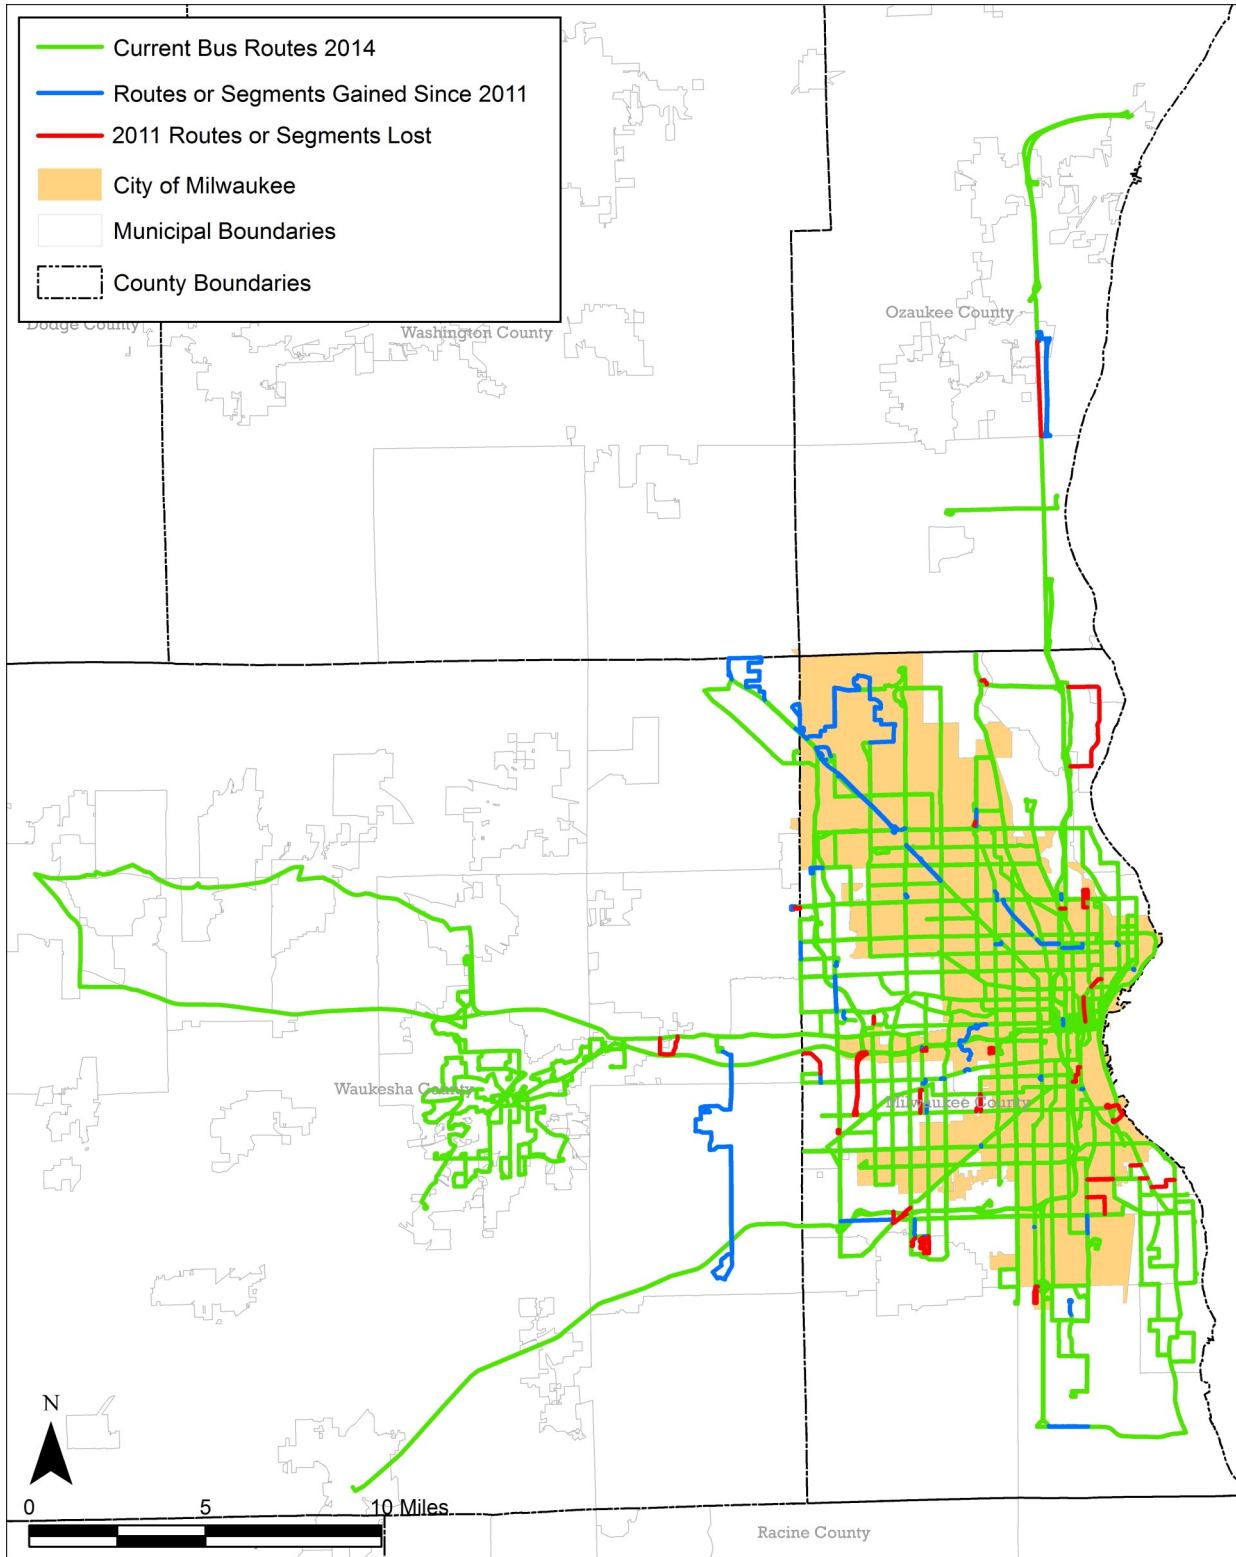 Current Bus Routes 2014
Routes or Segments Gained Since 2011
2011 Routes or Segments Lost
City of Milwaukee
Municipal Boundaries
County Boundaries
Dodge County
Washington County
Ozaukee County
Waukesha County
Milwaukee County
N
0 5 10 Miles
Racine County